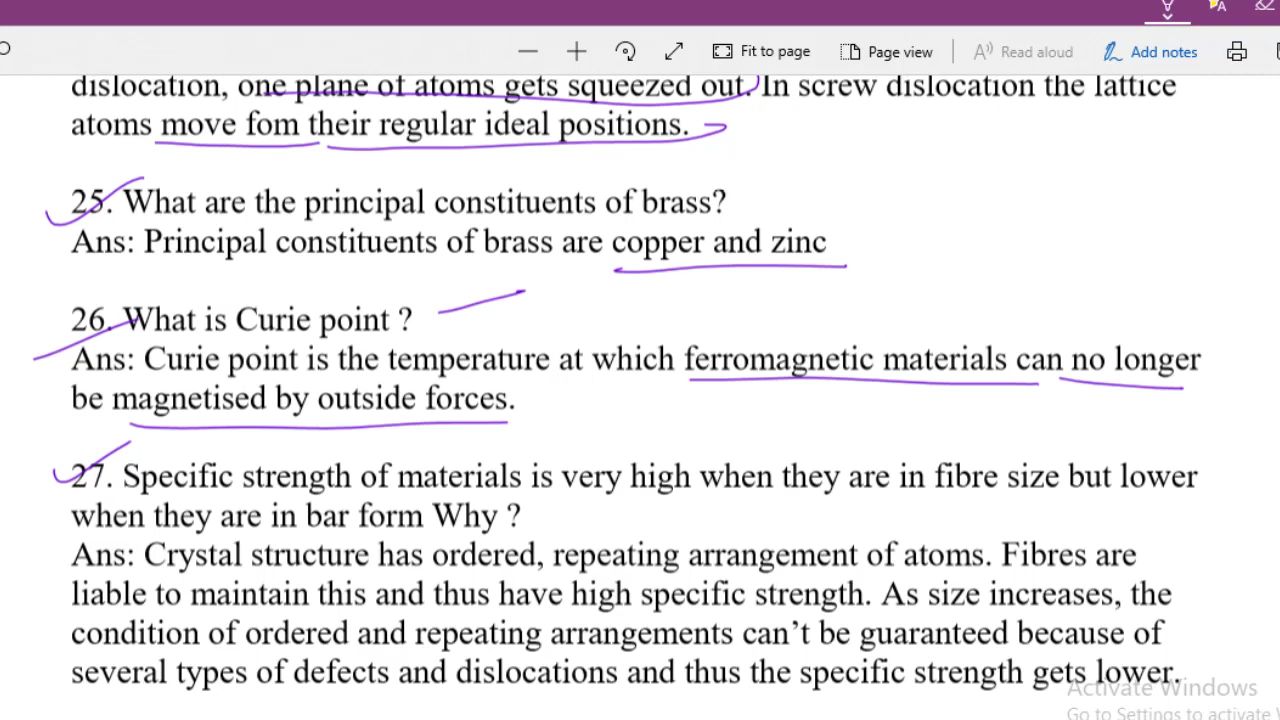 Fit to page
Page view
Read aloud
Add notes
dislocation, one plane of atoms gets squeezed out. In screw dislocation the lattice
atoms move fom their regular ideal positions.
25. What are the principal constituents of brass?
Ans: Principal constituents of brass are copper and zinc
26. What is Curie point ?
Ans: Curie point is the temperature at which ferromagnetic materials can no longer
be magnetised by outside forces.
27. Specific strength of materials is very high when they are in fibre size but lower
when they are in bar form Why ?
Ans: Crystal structure has ordered, repeating arrangement of atoms. Fibres are
liable to maintain this and thus have high specific strength. As size increases, the
condition of ordered and repeating arrangements can't be guaranteed because of
several types of defects and dislocations and thus the specific strength gets lower.
Activate Windows
Go to Settings to activate